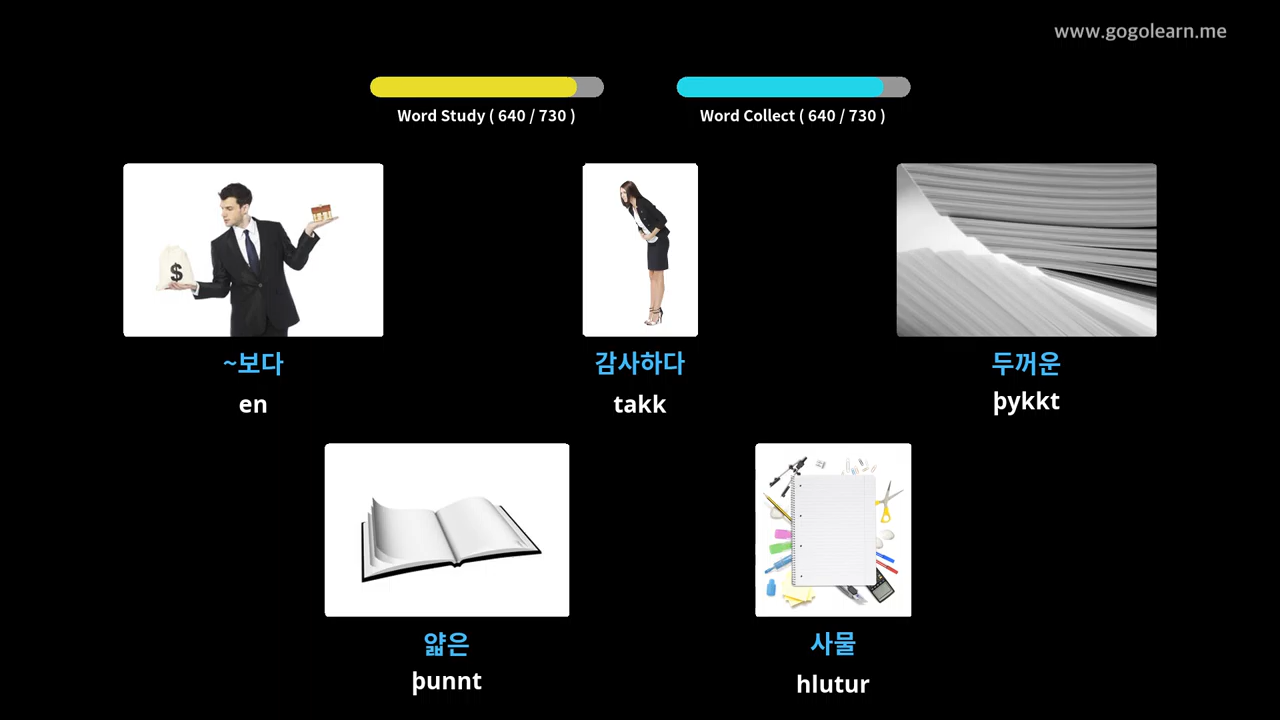 www.gogolearn.me
Word Study ( 640 / 730 )
Word Collect ( 640 / 730 )
~보다
en
감사하다
takk
두꺼운
þykkt
얇은
þunnt
사물
hlutur